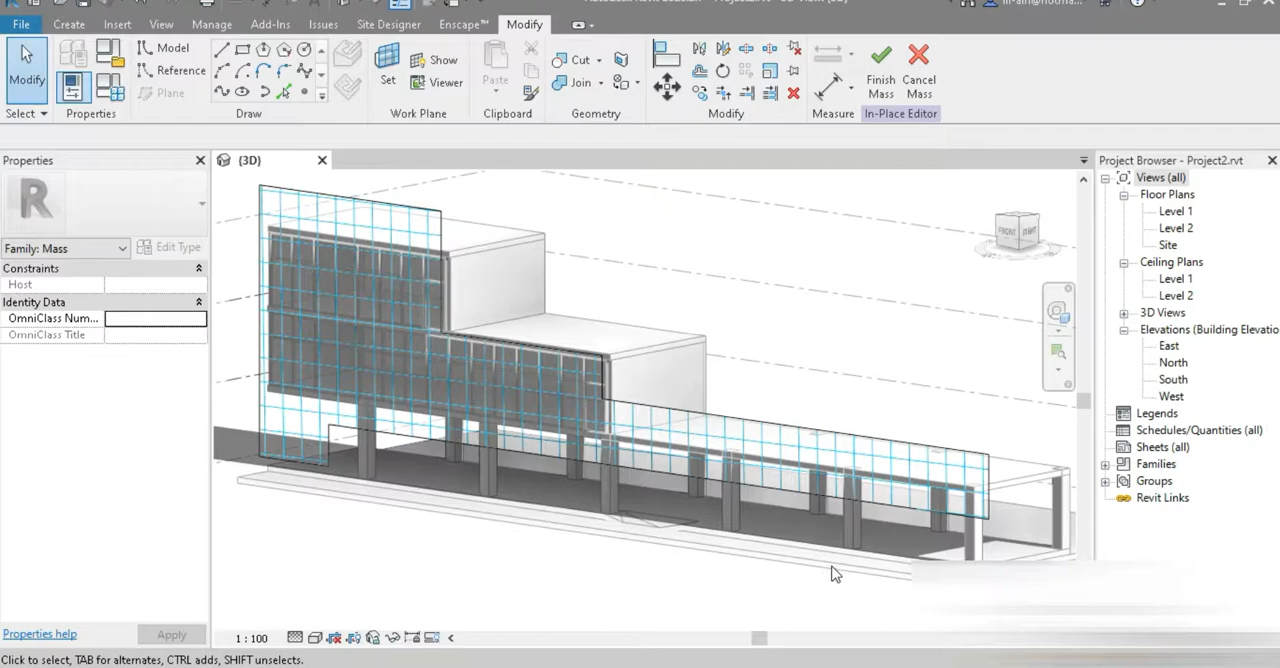 File Create Insert View Manage Add-Ins Issues Site Designer Enscape™ Modify
Modify
Select
Properties
Model
Reference
Plane
Draw
Set
Show
Viewer
Work Plane
Paste
Clipboard
Cut
Join
Geometry
Modify
Measure
Finish
Mass
Cancel
Mass
In-Place Editor
Properties
{3D}
Project Browser - Project2.rvt
R
Family: Mass
Edit Type
Constraints
Host
Identity Data
OmniClass Num...
OmniClass Title
Properties help
Apply
FRONT
RIGHT
Views (all)
Floor Plans
Level 1
Level 2
Site
Ceiling Plans
Level 1
Level 2
3D Views
Elevations (Building Elevatio
East
North
South
West
Legends
Schedules/Quantities (all)
Sheets (all)
Families
Groups
Revit Links
1 : 100
Click to select, TAB for alternates, CTRL adds, SHIFT unselects.